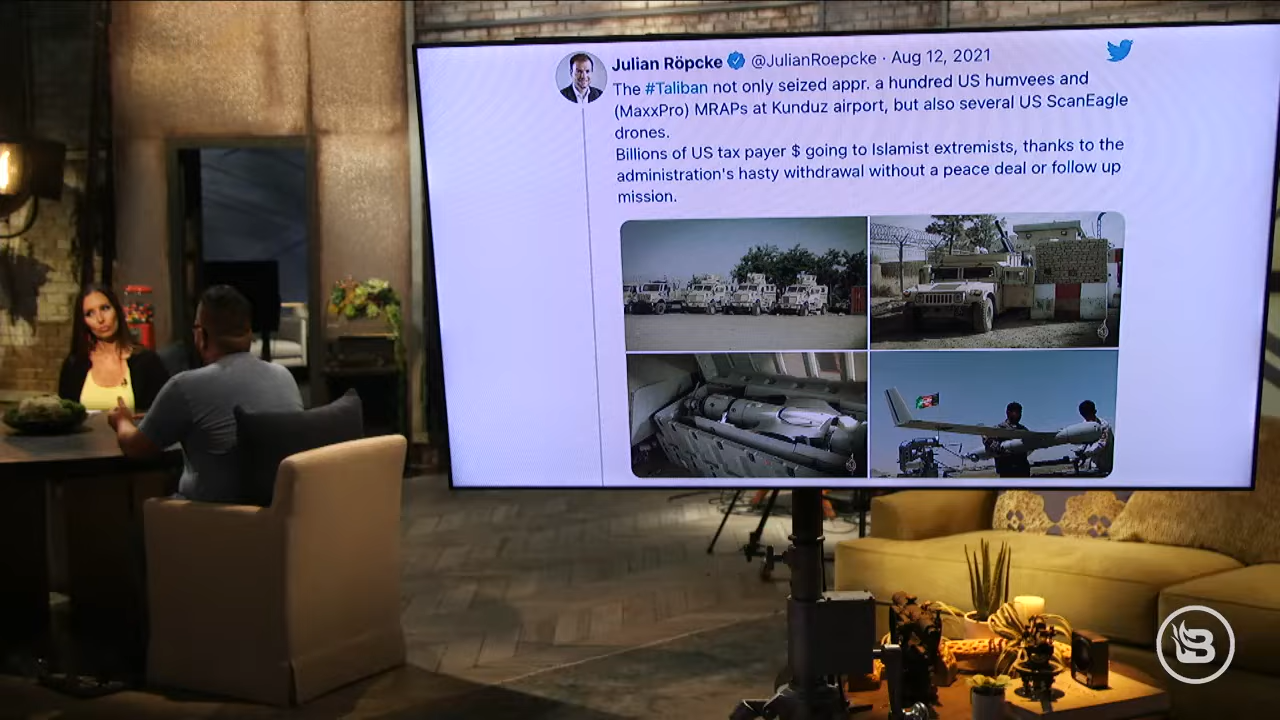 Julian Röpcke @JulianRoepcke · Aug 12, 2021
The #Taliban not only seized appr. a hundred US humvees and
(MaxxPro) MRAPs at Kunduz airport, but also several US ScanEagle
drones.
Billions of US tax payer $ going to Islamist extremists, thanks to the
administration's hasty withdrawal without a peace deal or follow up
mission.
B